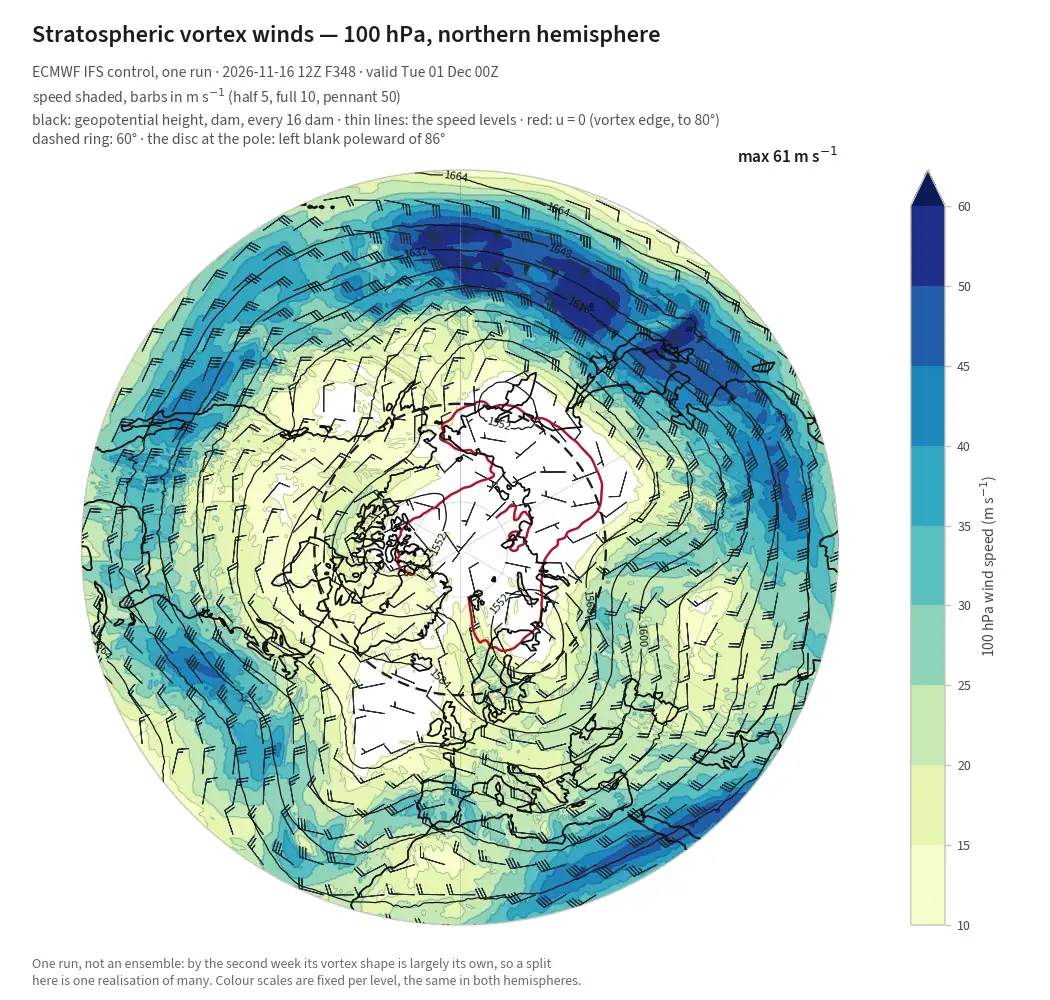 Stratospheric vortex winds — 100 hPa, northern hemisphere
ECMWF IFS control, one run · 2026-11-16 12Z F348 · valid Tue 01 Dec 00Z
speed shaded, barbs in m s⁻¹ (half 5, full 10, pennant 50)
black: geopotential height, dam, every 16 dam · thin lines: the speed levels · red: u = 0 (vortex edge, to 80°)
dashed ring: 60° · the disc at the pole: left blank poleward of 86°
max 61 m s⁻¹
1664
1664
1632
1648
1616
1552
1552
1552
1568
1600
1584
60
50
45
40
35
30
25
20
15
10
100 hPa wind speed (m s⁻¹)
One run, not an ensemble: by the second week its vortex shape is largely its own, so a split
here is one realisation of many. Colour scales are fixed per level, the same in both hemispheres.